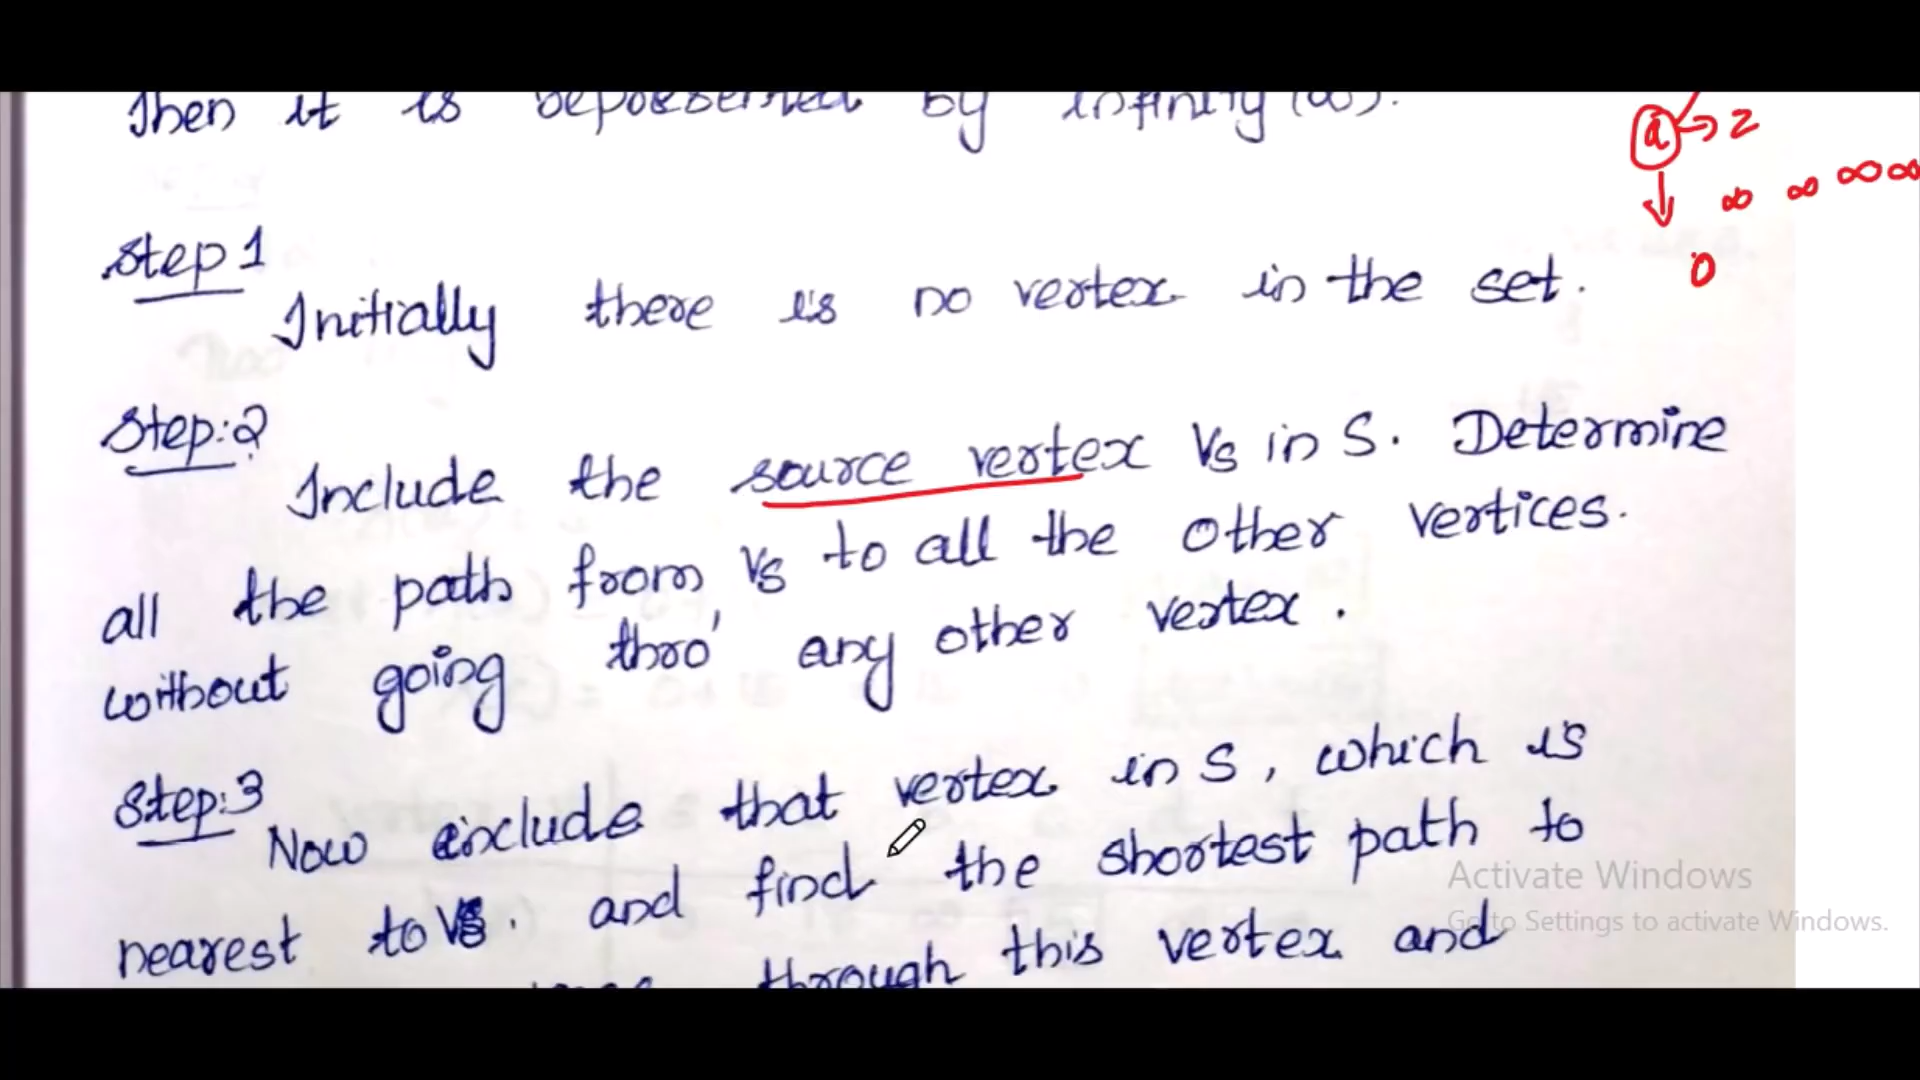 Then it is represented by infinity (∞).
a → 2
∞ ∞ ∞ ∞
0
Step 1
Initially there is no vertex in the set.
Step:2
Include the source vertex Vs in S. Determine
all the path from Vs to all the other vertices.
without going thro' any other vertex.
Step:3
Now include that vertex in S, which is
nearest to Vs. and find the shortest path to
through this vertex and
Activate Windows
Go to Settings to activate Windows.